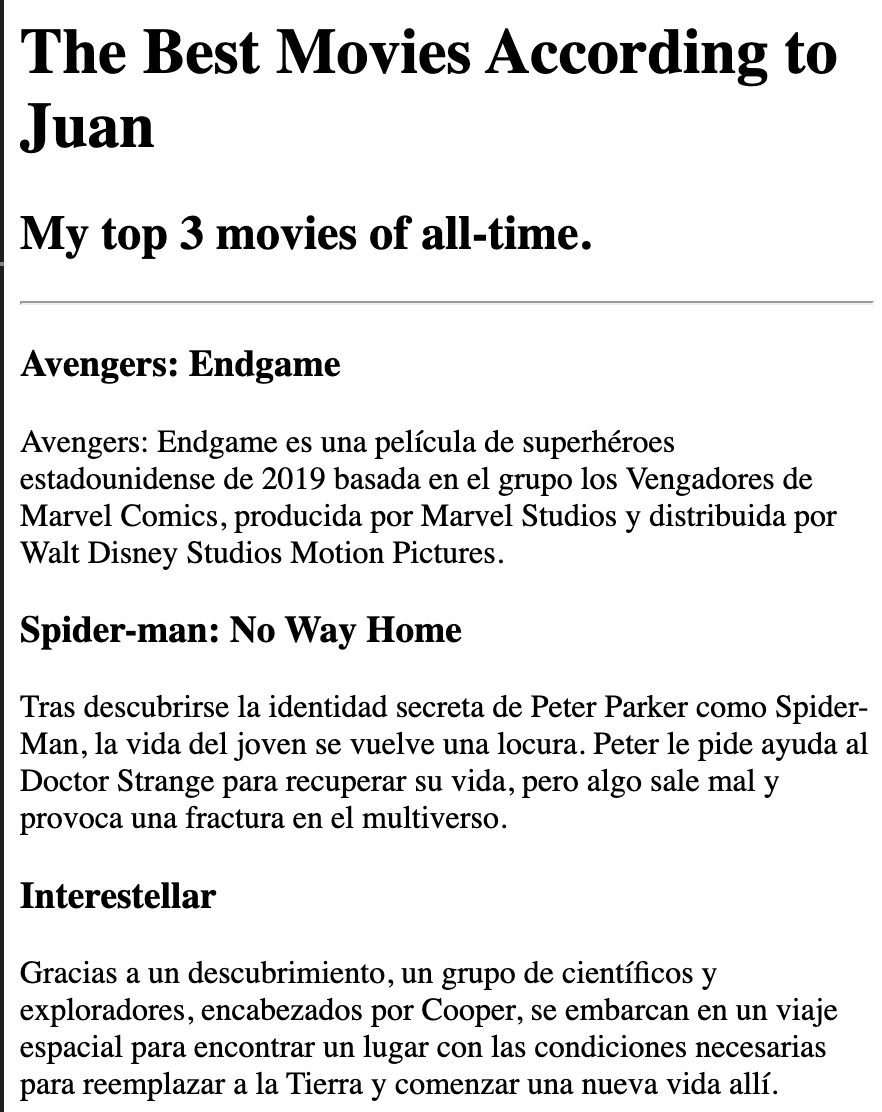 The Best Movies According to
Juan
My top 3 movies of all-time.
Avengers: Endgame
Avengers: Endgame es una película de superhéroes
estadounidense de 2019 basada en el grupo los Vengadores de
Marvel Comics, producida por Marvel Studios y distribuida por
Walt Disney Studios Motion Pictures.
Spider-man: No Way Home
Tras descubrirse la identidad secreta de Peter Parker como Spider-
Man, la vida del joven se vuelve una locura. Peter le pide ayuda al
Doctor Strange para recuperar su vida, pero algo sale mal y
provoca una fractura en el multiverso.
Interestellar
Gracias a un descubrimiento, un grupo de científicos y
exploradores, encabezados por Cooper, se embarcan en un viaje
espacial para encontrar un lugar con las condiciones necesarias
para reemplazar a la Tierra y comenzar una nueva vida allí.